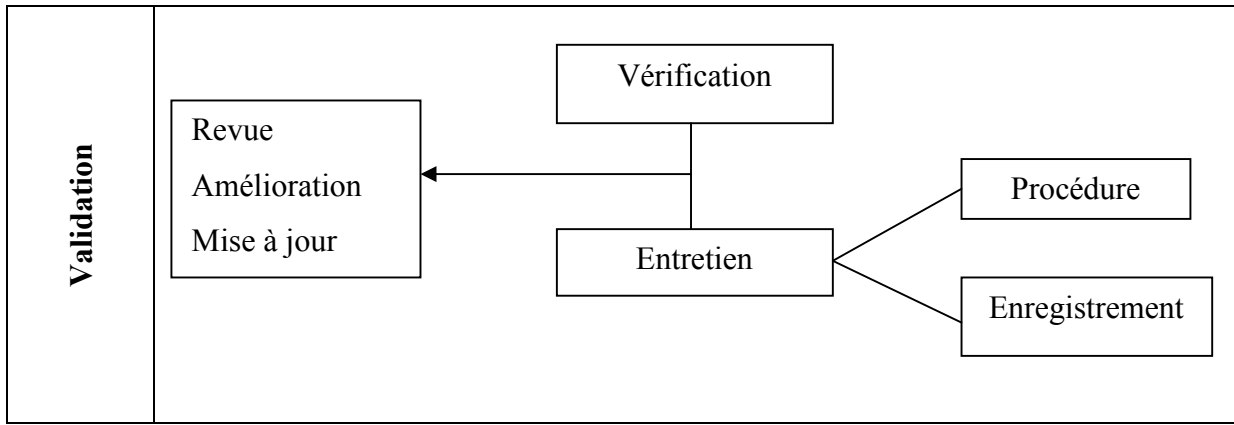 Validation
Vérification
Revue
Amélioration
Mise à jour
Entretien
Procédure
Enregistrement